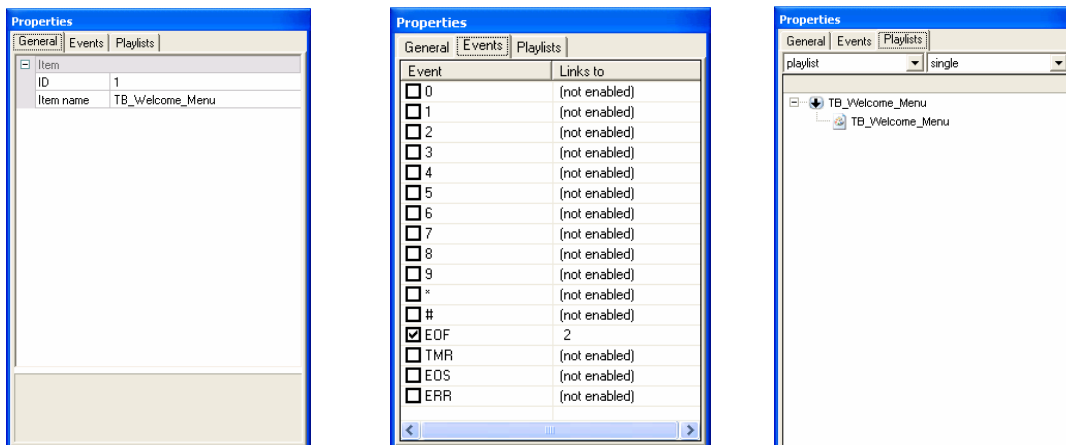 Properties
General Events Playlists
Item
ID 1
Item name TB_Welcome_Menu
Properties
General Events Playlists
Event Links to
0 (not enabled)
1 (not enabled)
2 (not enabled)
3 (not enabled)
4 (not enabled)
5 (not enabled)
6 (not enabled)
7 (not enabled)
8 (not enabled)
9 (not enabled)
* (not enabled)
# (not enabled)
EOF 2
TMR (not enabled)
EOS (not enabled)
ERR (not enabled)
Properties
General Events Playlists
playlist single
TB_Welcome_Menu
TB_Welcome_Menu